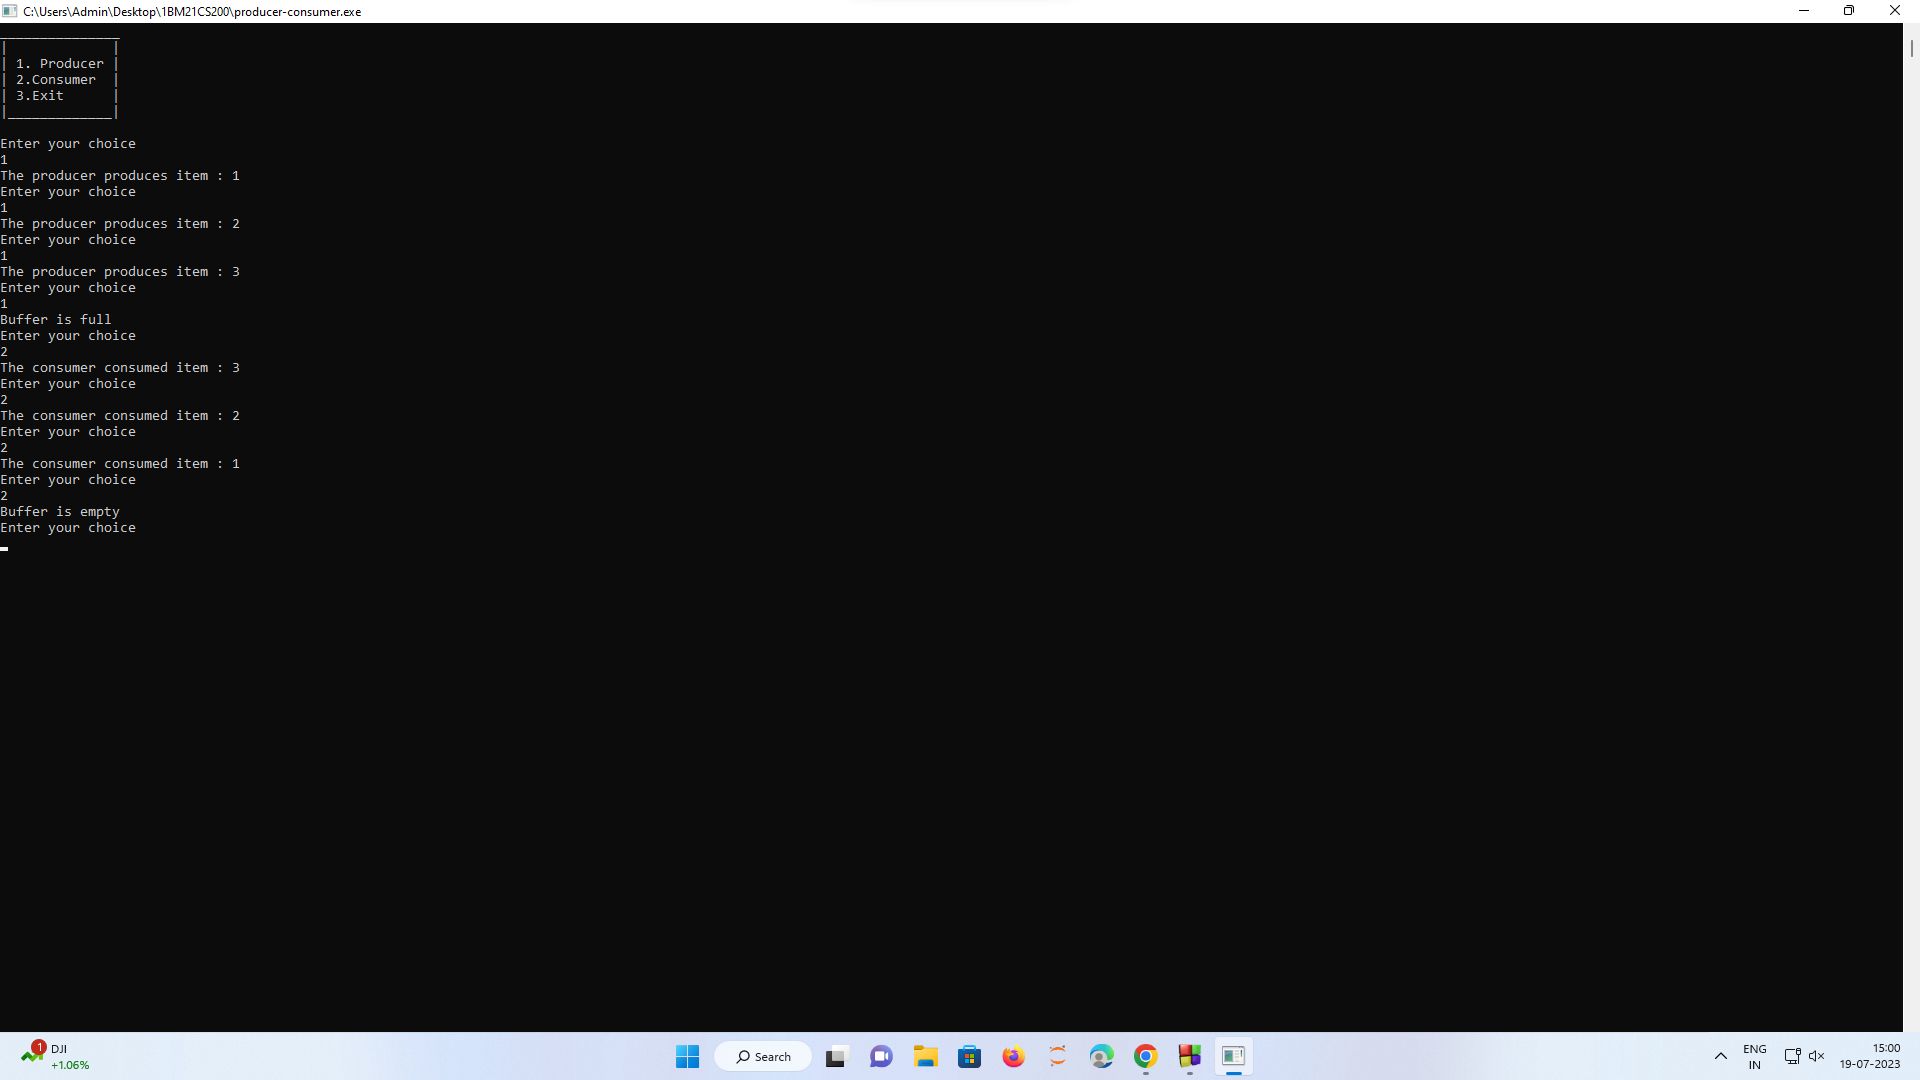 C:\Users\Admin\Desktop\1BM21CS200\producer-consumer.exe
_______________
|             |
| 1. Producer |
| 2.Consumer  |
| 3.Exit      |
|_____________|
Enter your choice
1
The producer produces item : 1
Enter your choice
1
The producer produces item : 2
Enter your choice
1
The producer produces item : 3
Enter your choice
1
Buffer is full
Enter your choice
2
The consumer consumed item : 3
Enter your choice
2
The consumer consumed item : 2
Enter your choice
2
The consumer consumed item : 1
Enter your choice
2
Buffer is empty
Enter your choice
1
DJI
+1.06%
Search
ENG
IN
15:00
19-07-2023